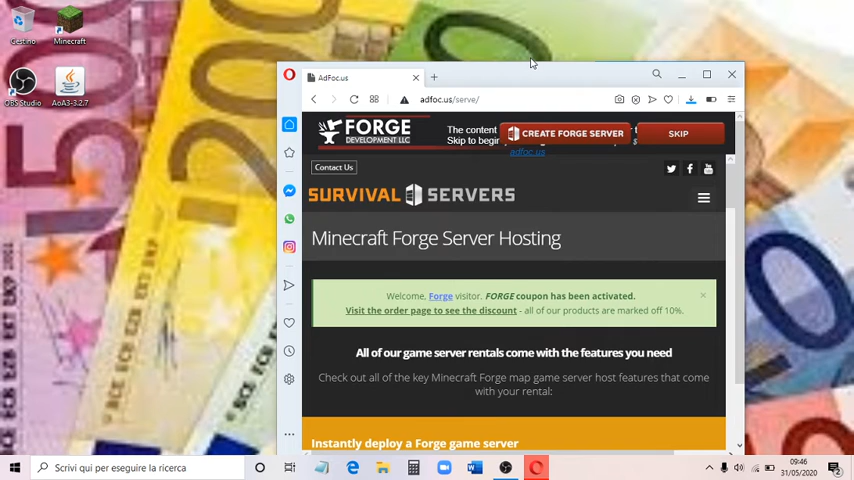 Cestino
Minecraft
OBS Studio
AoA3-3.2.7
AdFoc.us
adfoc.us/serve/
FORGE
DEVELOPMENT LLC
The content
Skip to begin
adfoc.us
CREATE FORGE SERVER
SKIP
Contact Us
SURVIVAL SERVERS
Minecraft Forge Server Hosting
Welcome, Forge visitor. FORGE coupon has been activated.
Visit the order page to see the discount - all of our products are marked off 10%.
All of our game server rentals come with the features you need
Check out all of the key Minecraft Forge map game server host features that come
with your rental:
Instantly deploy a Forge game server
Scrivi qui per eseguire la ricerca
09:46
31/05/2020
2